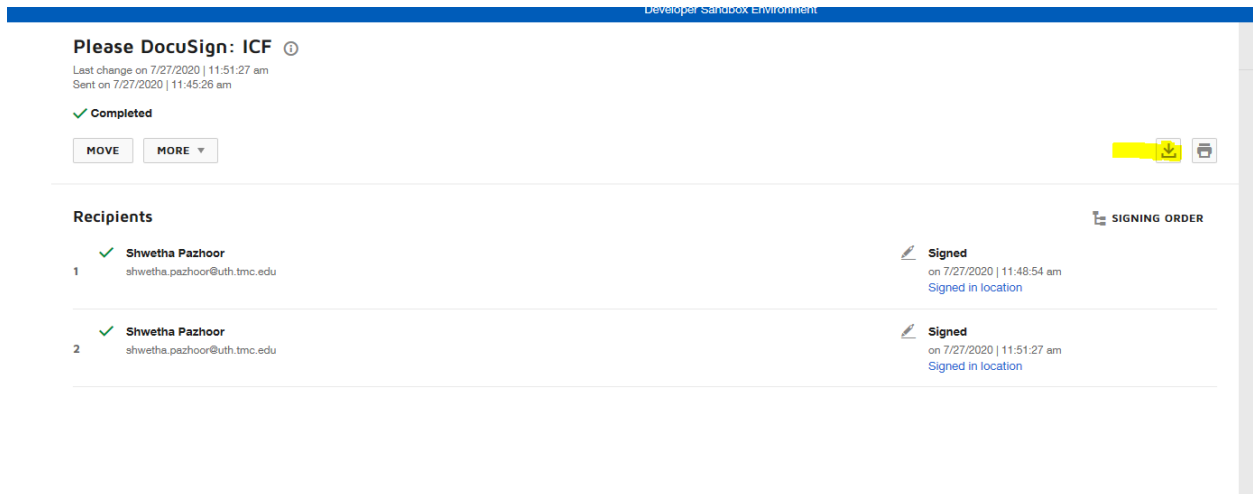 Developer Sandbox Environment
Please DocuSign: ICF
Last change on 7/27/2020 | 11:51:27 am
Sent on 7/27/2020 | 11:45:26 am
Completed
MOVE MORE
Recipients SIGNING ORDER
Shwetha Pazhoor Signed
1 shwetha.pazhoor@uth.tmc.edu on 7/27/2020 | 11:48:54 am
Signed in location
Shwetha Pazhoor Signed
2 shwetha.pazhoor@uth.tmc.edu on 7/27/2020 | 11:51:27 am
Signed in location